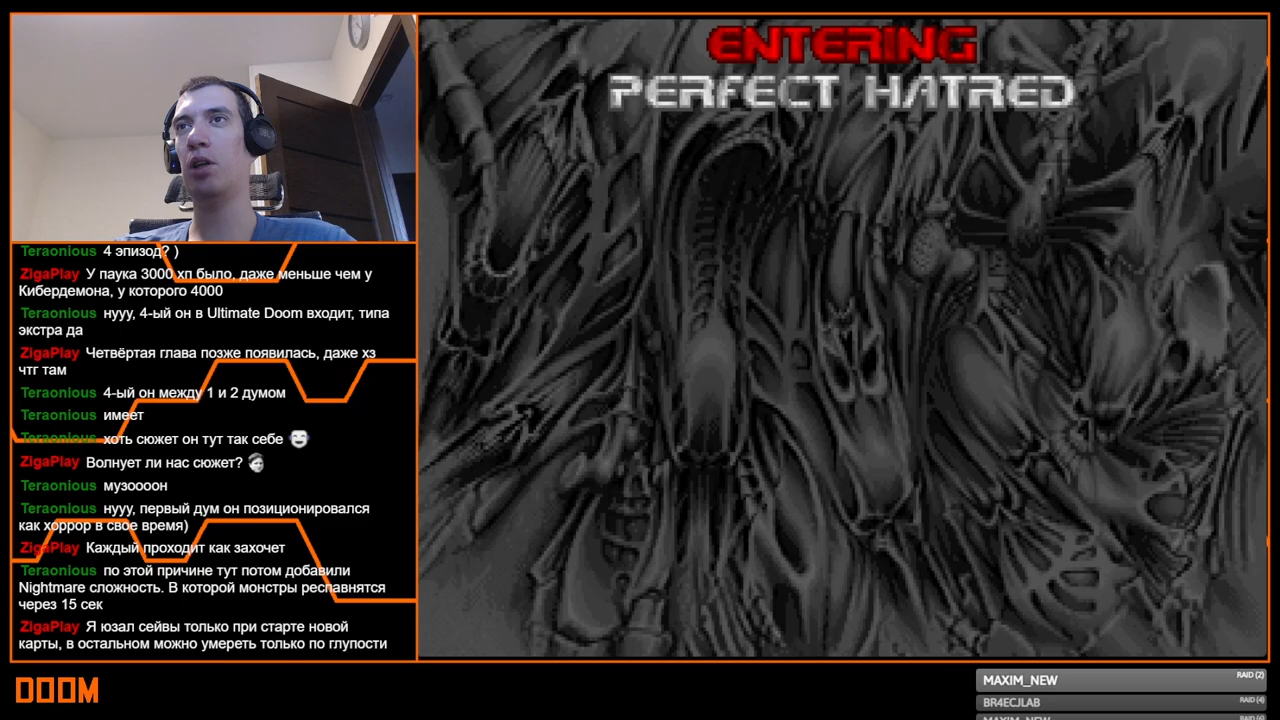 ENTERING
PERFECT HATRED
Teraonious 4 эпизод? )
ZigaPlay У паука 3000 хп было, даже меньше чем у
Кибердемона, у которого 4000
Teraonious нууу, 4-ый он в Ultimate Doom входит, типа
экстра да
ZigaPlay Четвёртая глава позже появилась, даже хз
чтг там
Teraonious 4-ый он между 1 и 2 думом
Teraonious имеет
Teraonious хоть сюжет он тут так себе
ZigaPlay Волнует ли нас сюжет?
Teraonious музоооон
Teraonious нууу, первый дум он позиционировался
как хоррор в свое время)
ZigaPlay Каждый проходит как захочет
Teraonious по этой причине тут потом добавили
Nightmare сложность. В которой монстры респавнятся
через 15 сек
ZigaPlay Я юзал сейвы только при старте новой
карты, в остальном можно умереть только по глупости
DOOM
MAXIM_NEW RAID (2)
BR4ECJLAB RAID (4)